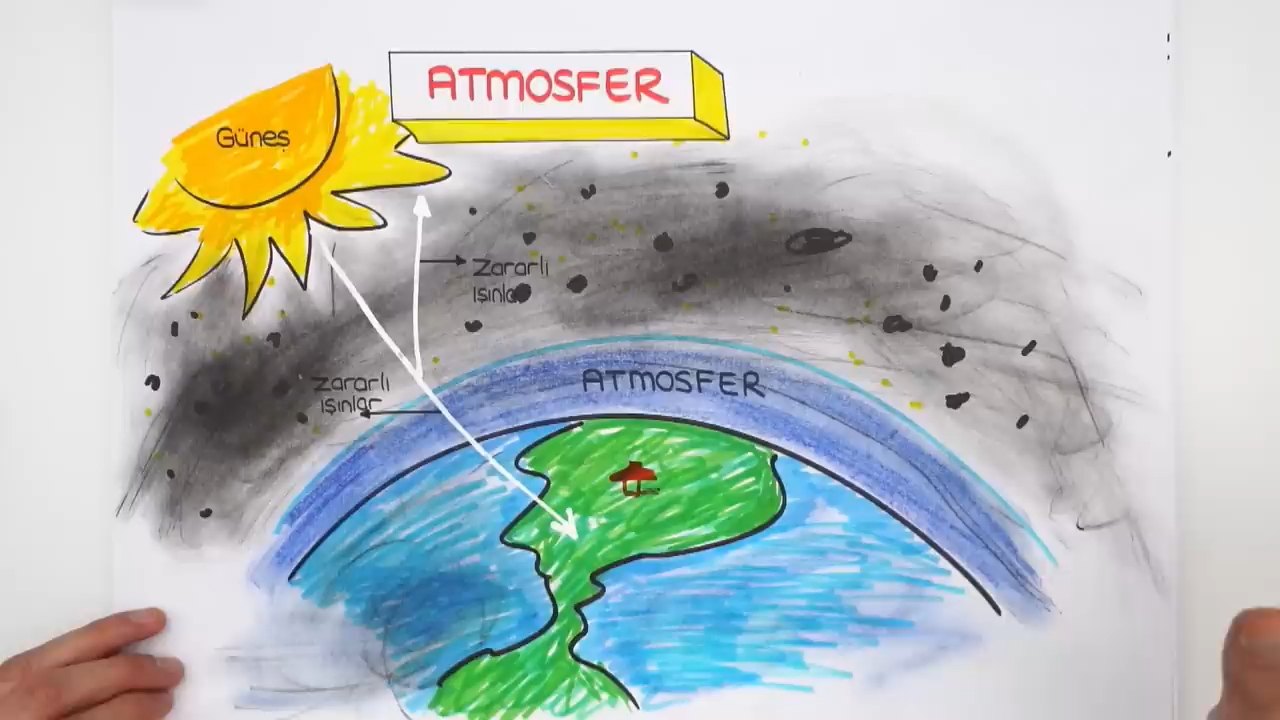 ATMOSFER
Güneş
Zararlı
ışınlar
ATMOSFER
Zararlı
ışınlar